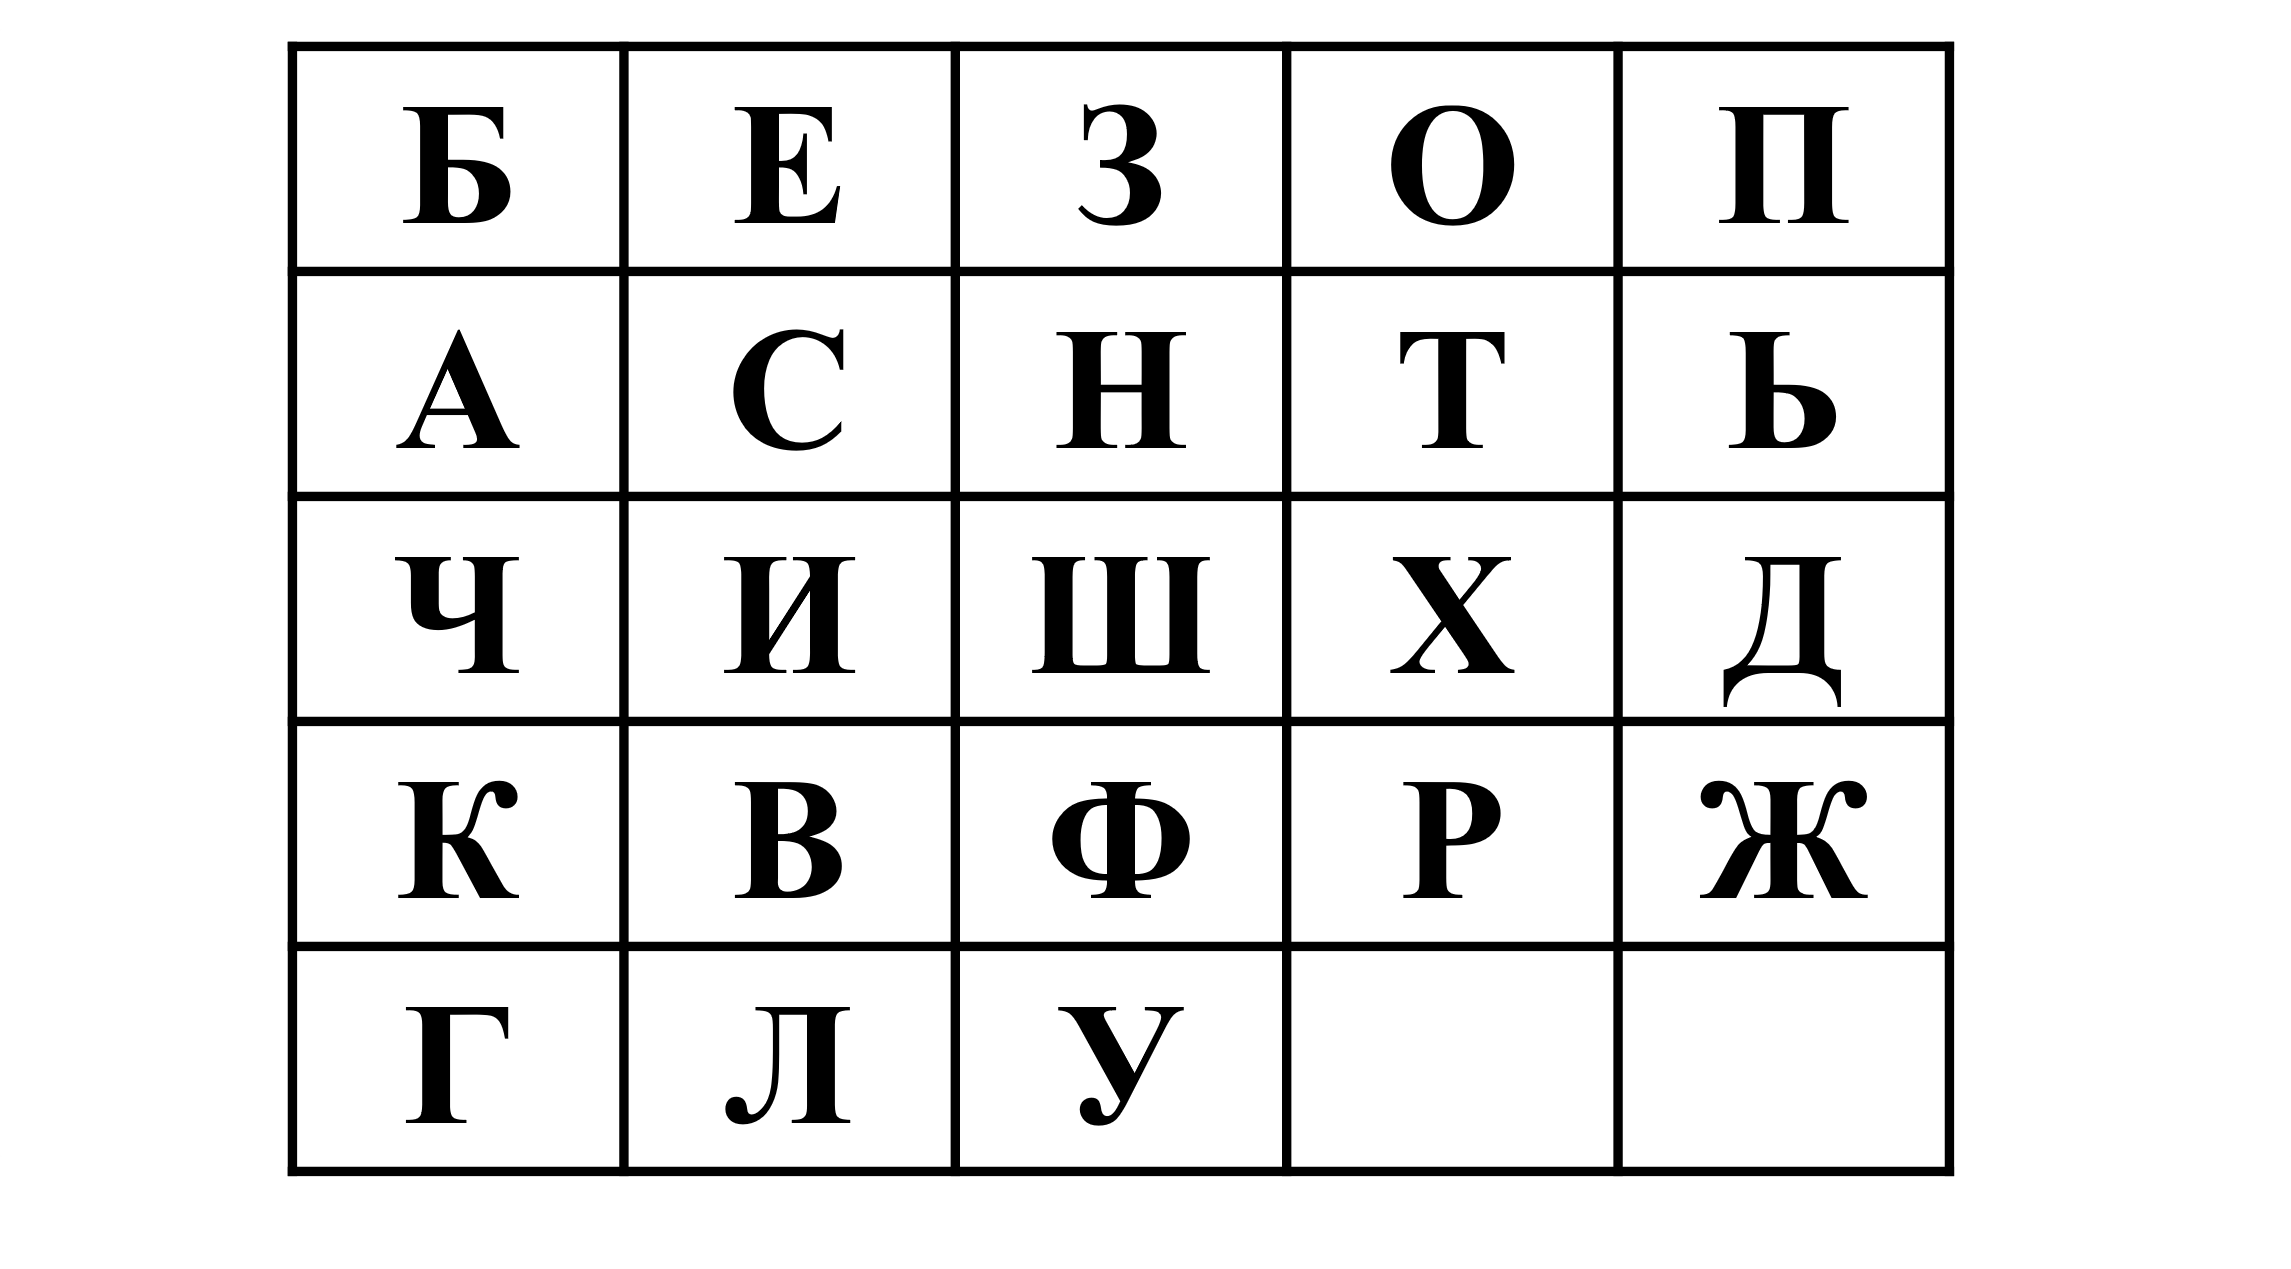 Б Е З О П
А С Н Т Ь
Ч И Ш Х Д
К В Ф Р Ж
Г Л У